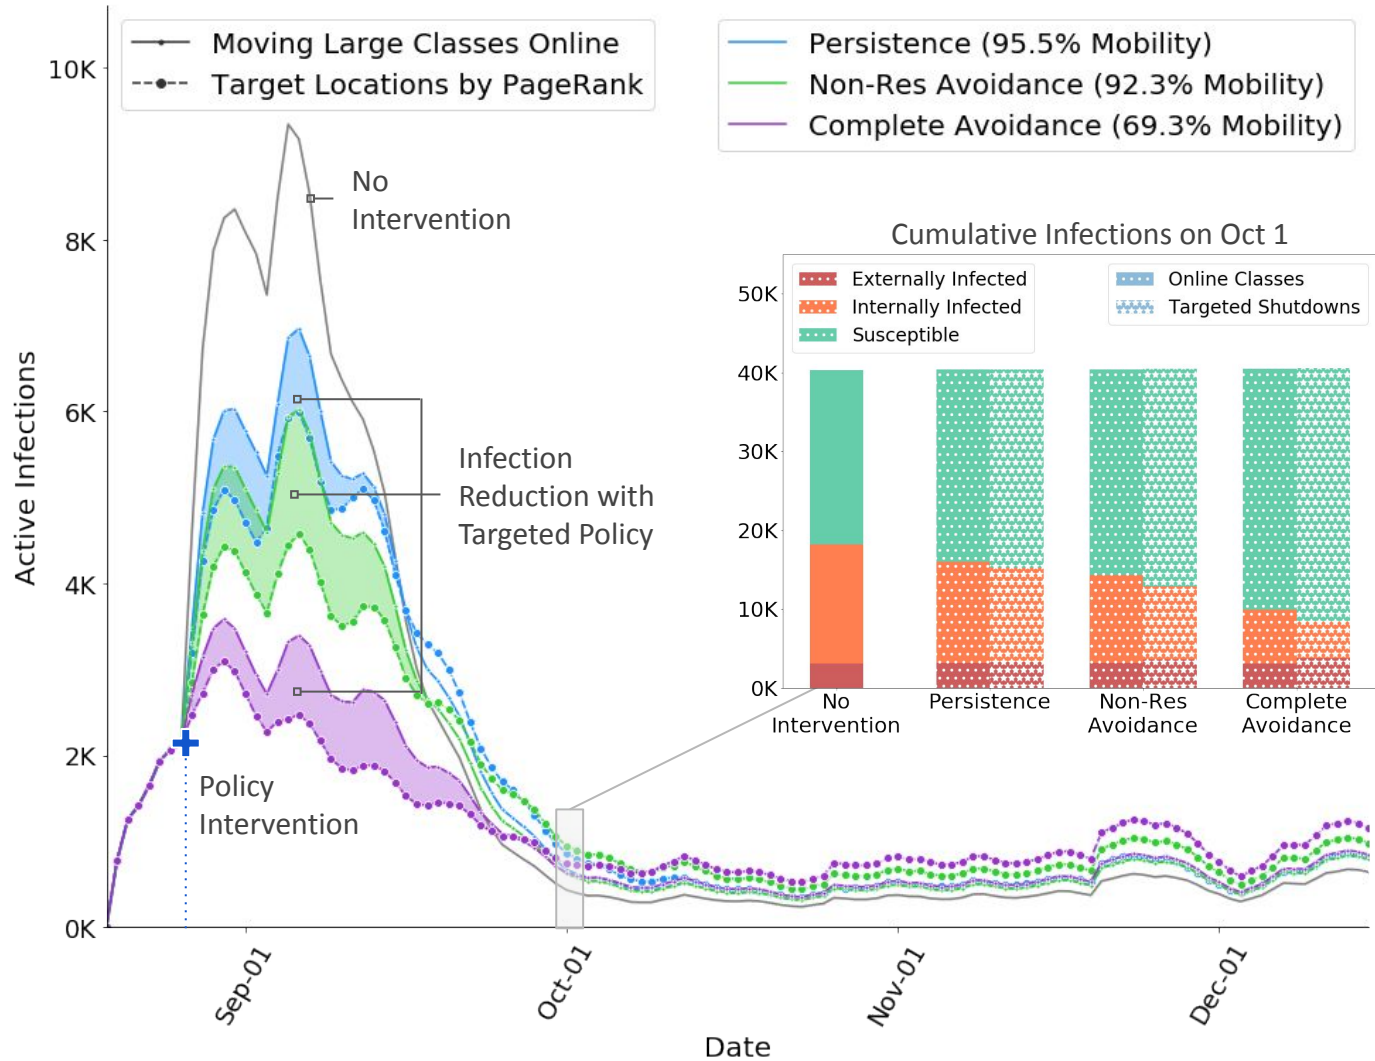 Moving Large Classes Online
Target Locations by PageRank
Persistence (95.5% Mobility)
Non-Res Avoidance (92.3% Mobility)
Complete Avoidance (69.3% Mobility)
10K
8K
6K
4K
2K
0K
Active Infections
No
Intervention
Infection
Reduction with
Targeted Policy
Policy
Intervention
Cumulative Infections on Oct 1
Externally Infected
Internally Infected
Susceptible
Online Classes
Targeted Shutdowns
50K
40K
30K
20K
10K
0K
No
Intervention
Persistence
Non-Res
Avoidance
Complete
Avoidance
Sep-01
Oct-01
Nov-01
Dec-01
Date